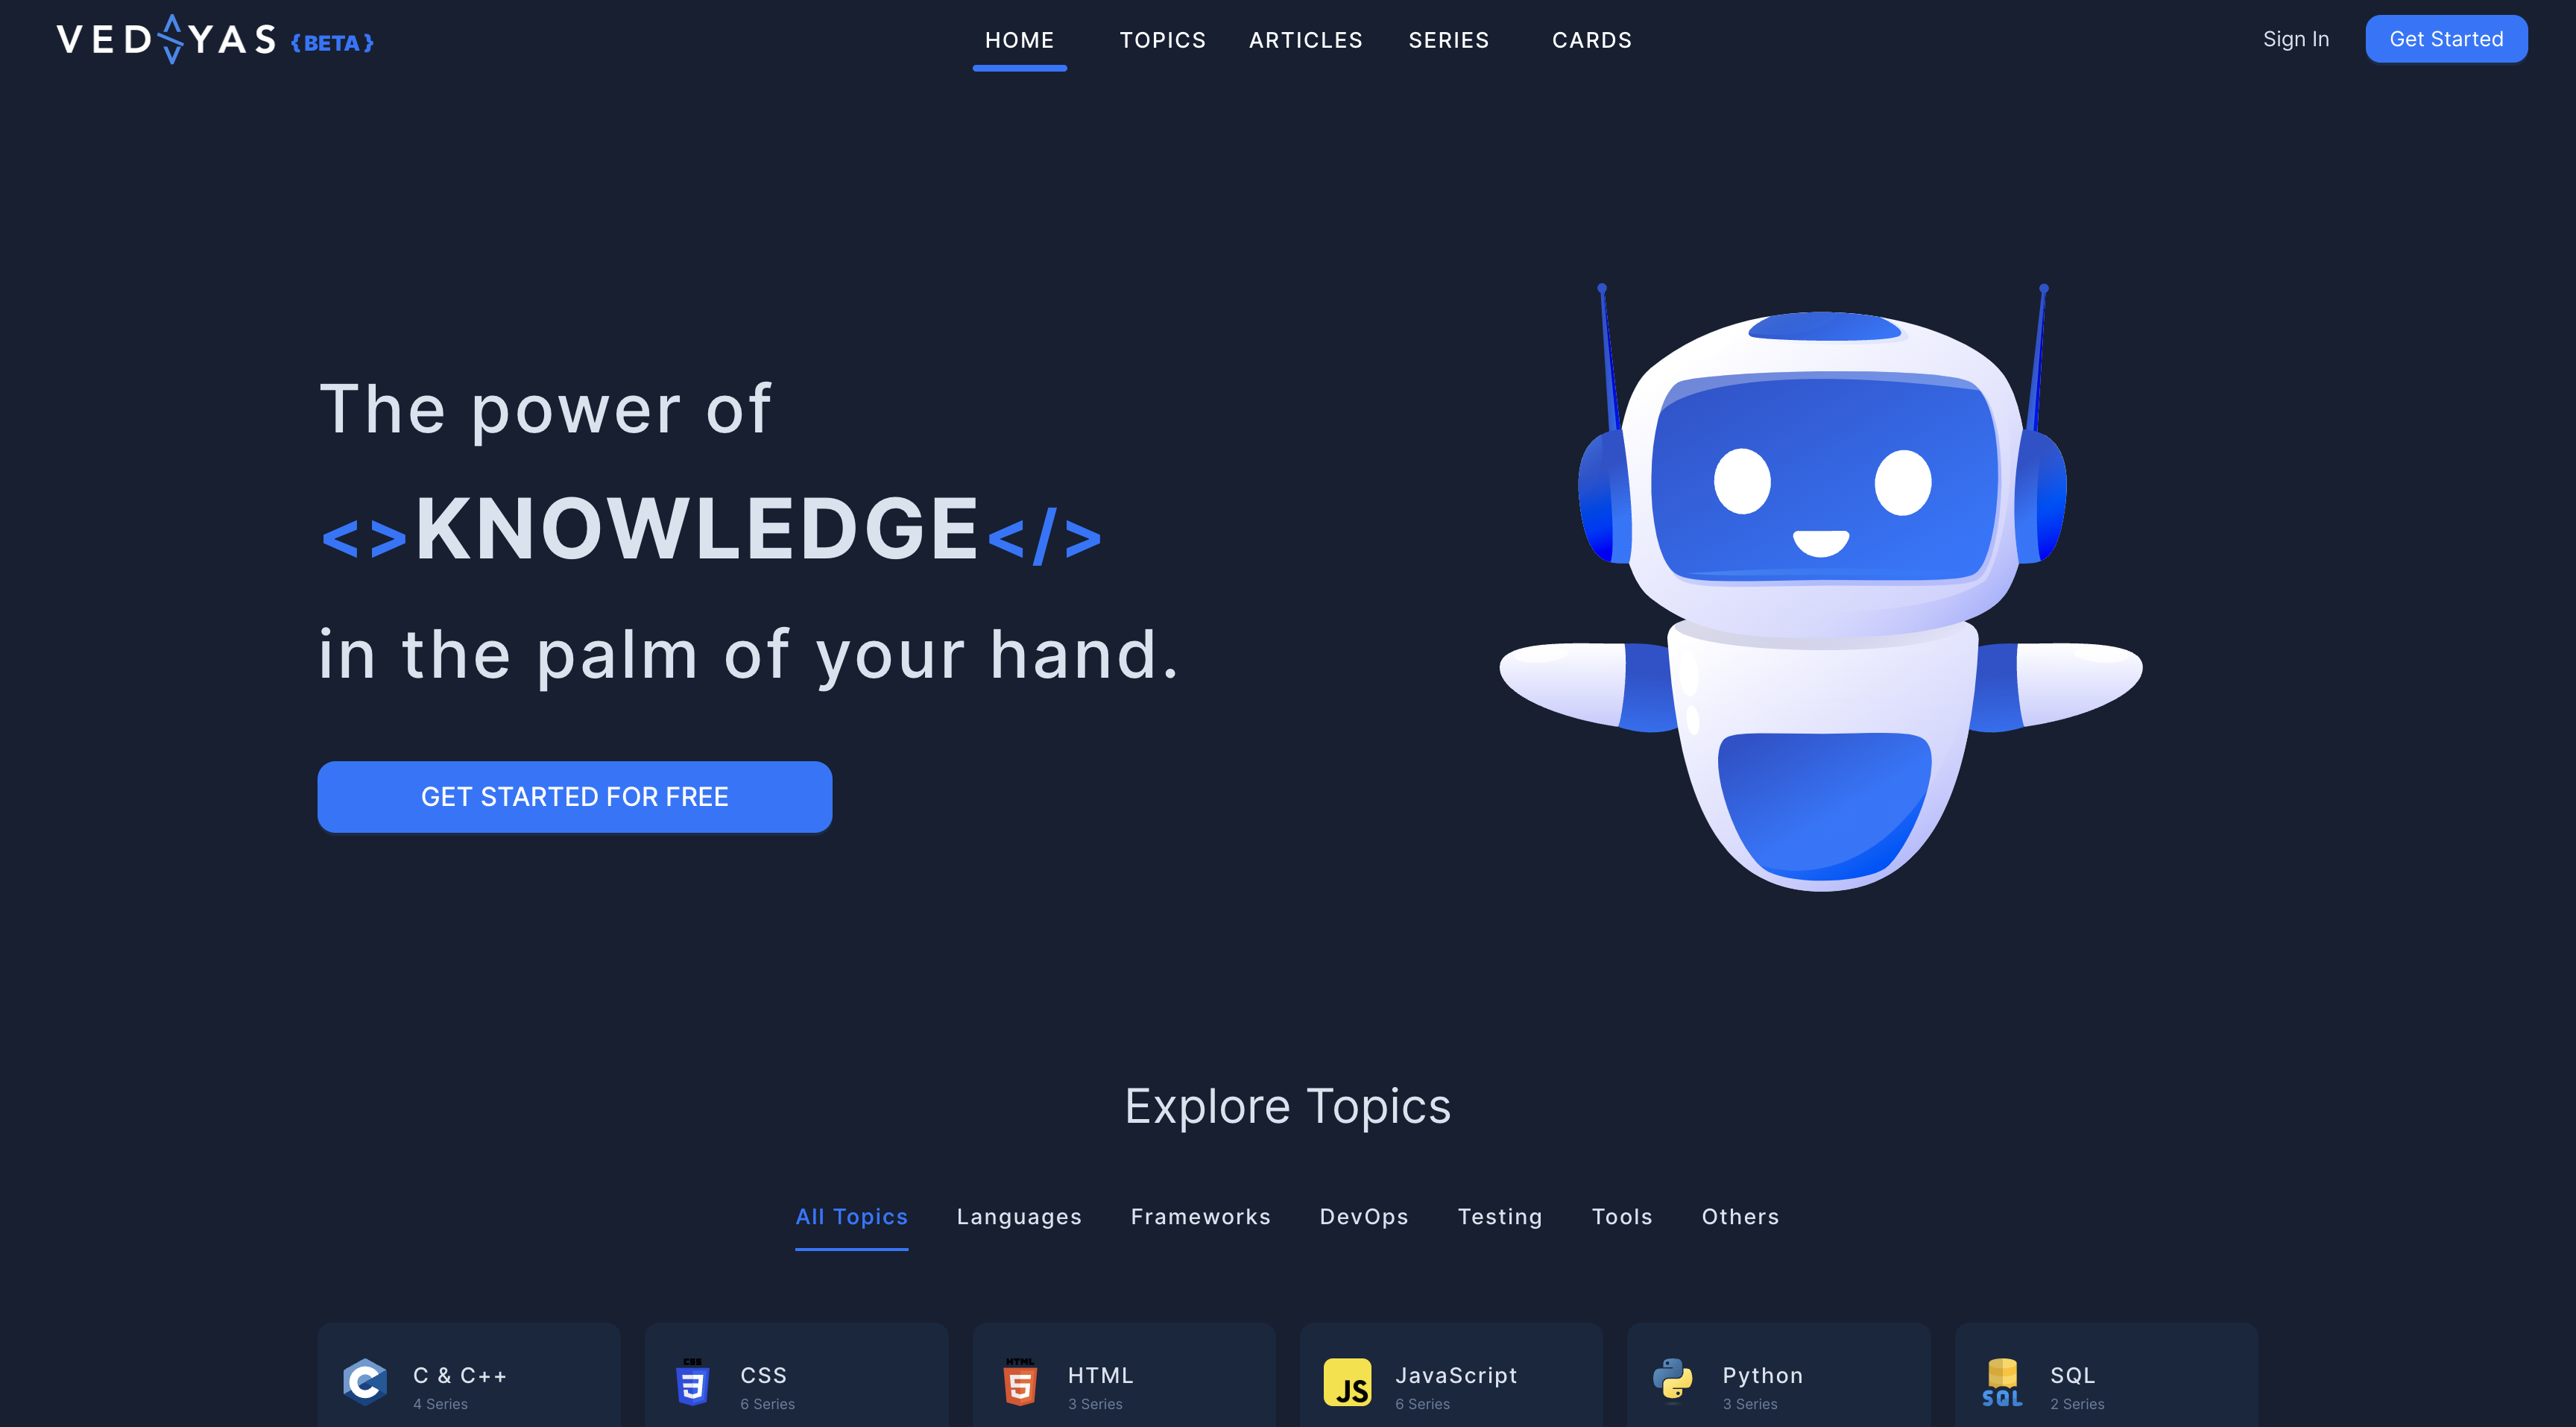 VEDVYAS {BETA}
HOME TOPICS ARTICLES SERIES CARDS
Sign In Get Started
The power of
<>KNOWLEDGE</>
in the palm of your hand.
GET STARTED FOR FREE
Explore Topics
All Topics Languages Frameworks DevOps Testing Tools Others
C & C++
4 Series
CSS
CSS
6 Series
HTML
HTML
3 Series
JS
JavaScript
6 Series
Python
3 Series
SQL
SQL
2 Series